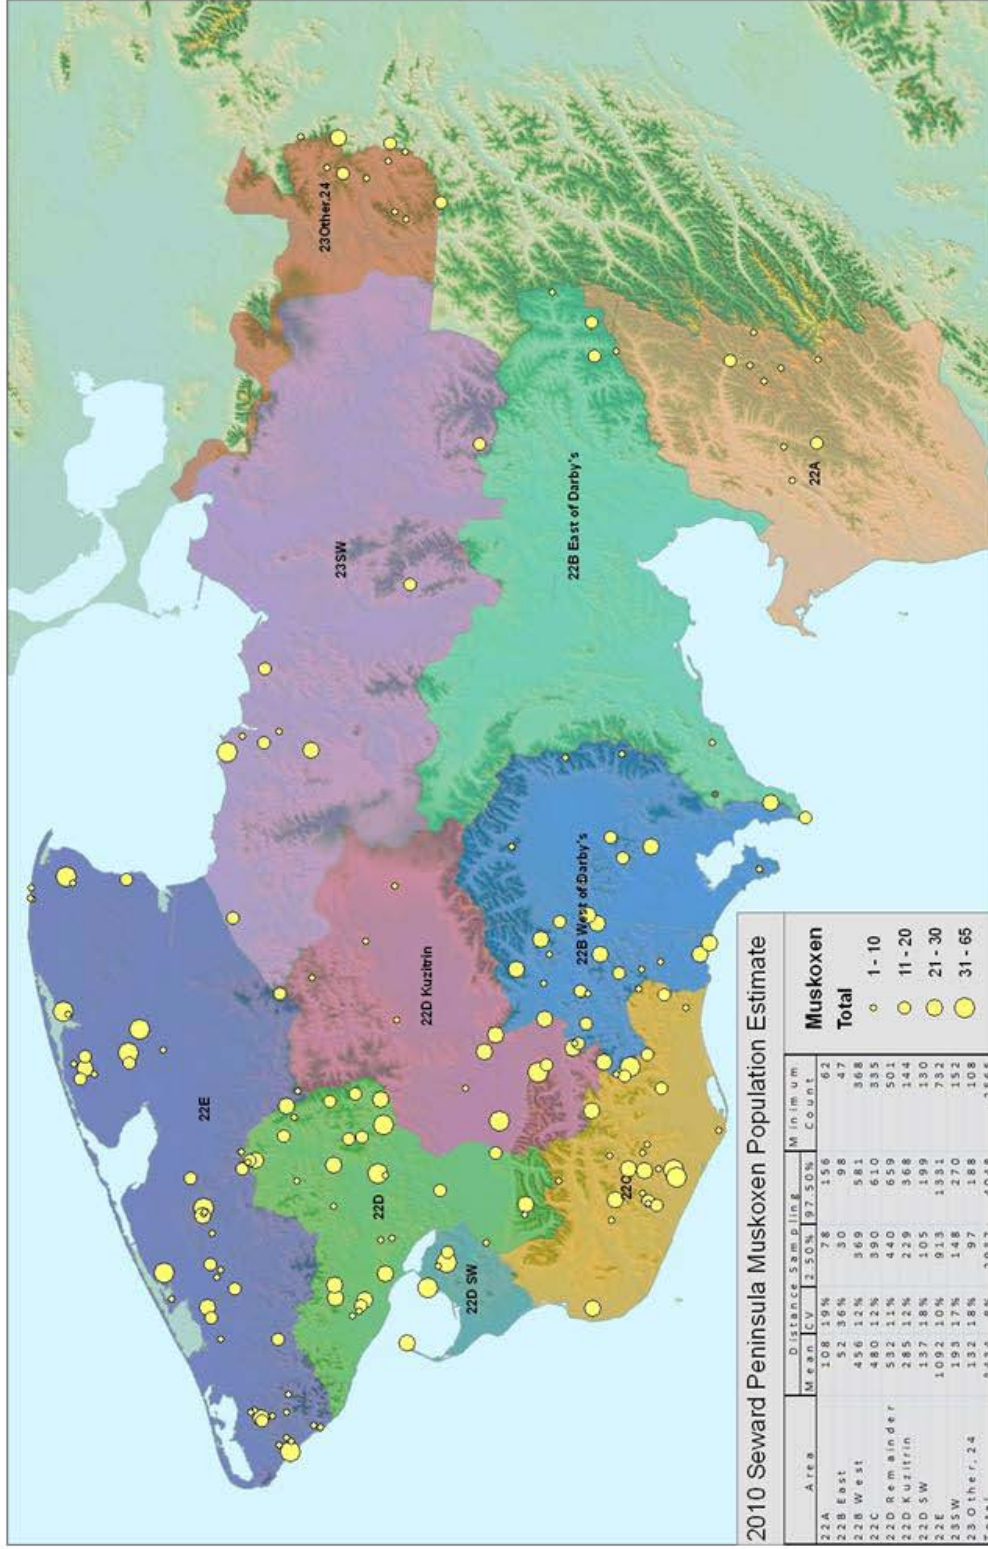 23Other,24
23SW
22E
22D Kuzitrin
22D
22D SW
22B East of Darby's
22B West of Darby's
22C
22A
2010 Seward Peninsula Muskoxen Population Estimate
Distance Sampling Minimum
Area Mean CV 2.50% 97.50% Count
22A 108 19% 78 156 62
22B East 52 36% 30 98 47
22B West 456 12% 369 581 368
22C 480 12% 390 610 335
22D Remainder 532 11% 440 659 501
22D Kuzitrin 285 12% 229 368 144
22D SW 137 18% 105 199 130
22E 1092 10% 913 1331 732
23SW 193 17% 148 270 152
23 Other,24 132 18% 97 188 108
Muskoxen
Total
1 - 10
11 - 20
21 - 30
31 - 65